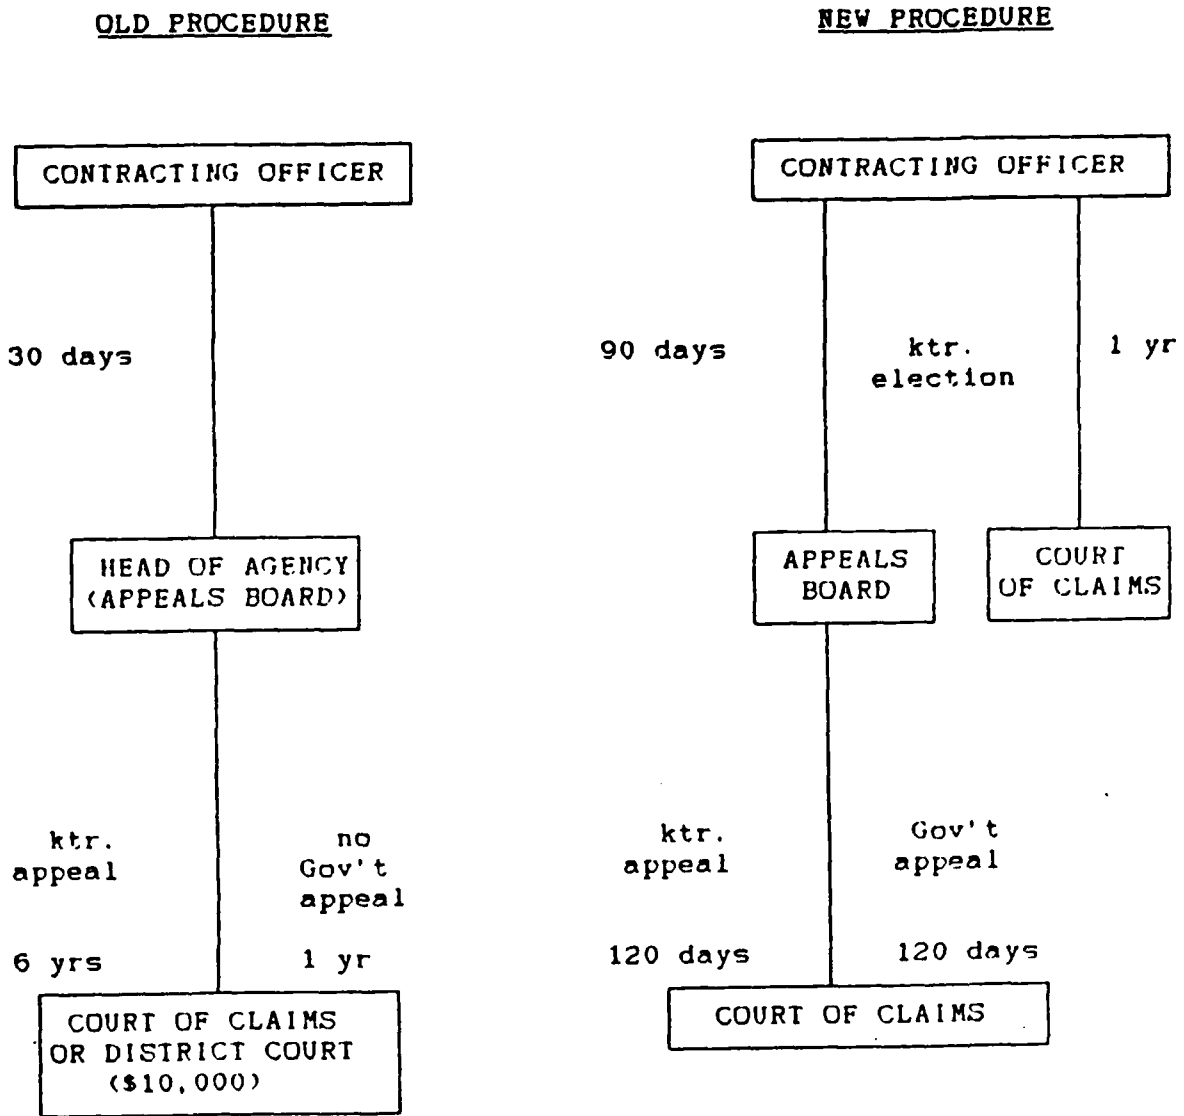 OLD PROCEDURE
CONTRACTING OFFICER
30 days
HEAD OF AGENCY
(APPEALS BOARD)
ktr.
appeal
no
Gov't
appeal
6 yrs
1 yr
COURT OF CLAIMS
OR DISTRICT COURT
($10,000)
NEW PROCEDURE
CONTRACTING OFFICER
90 days
ktr.
election
1 yr
APPEALS
BOARD
COURT
OF CLAIMS
ktr.
appeal
Gov't
appeal
120 days
120 days
COURT OF CLAIMS